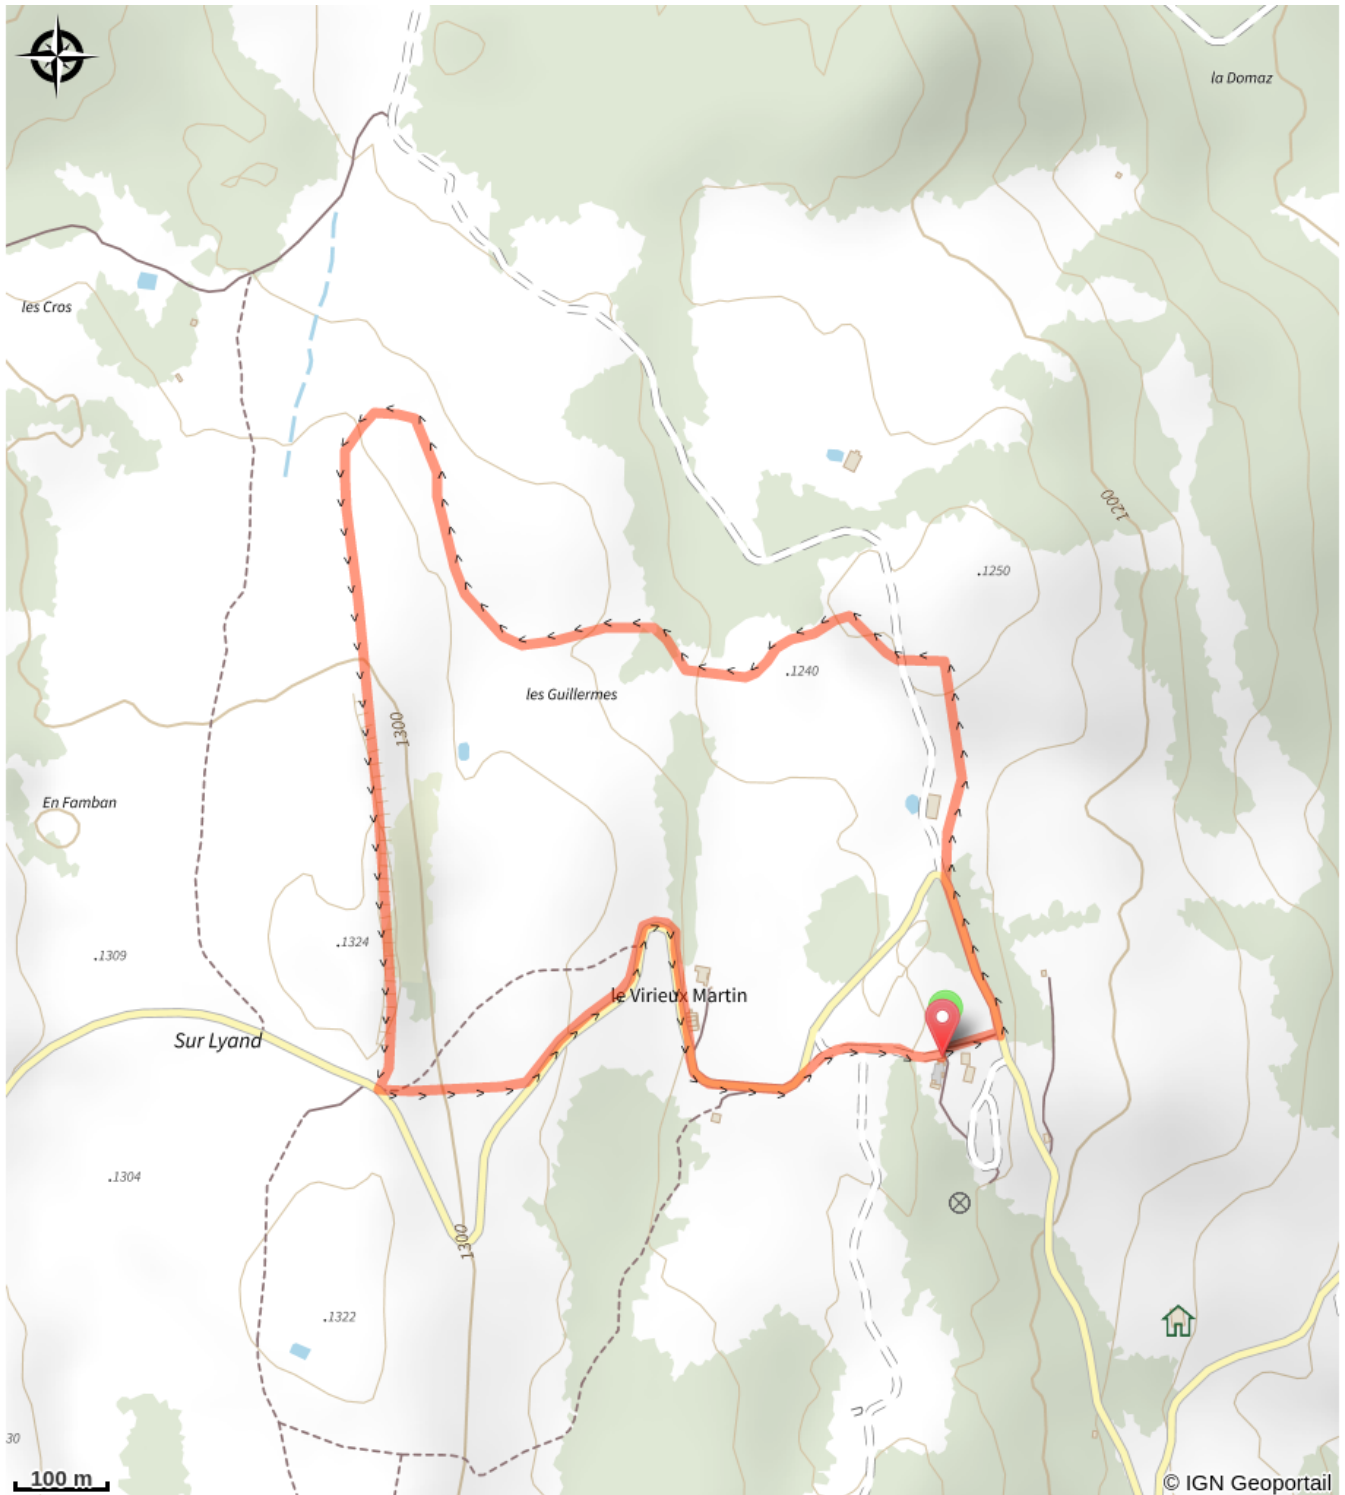 la Domaz
les Cros
1200
.1250
.1240
les Guillermes
1300
En Famban
.1324
.1309
le Virieux Martin
Sur Lyand
.1304
1300
.1322
30
100 m
© IGN Geoportail